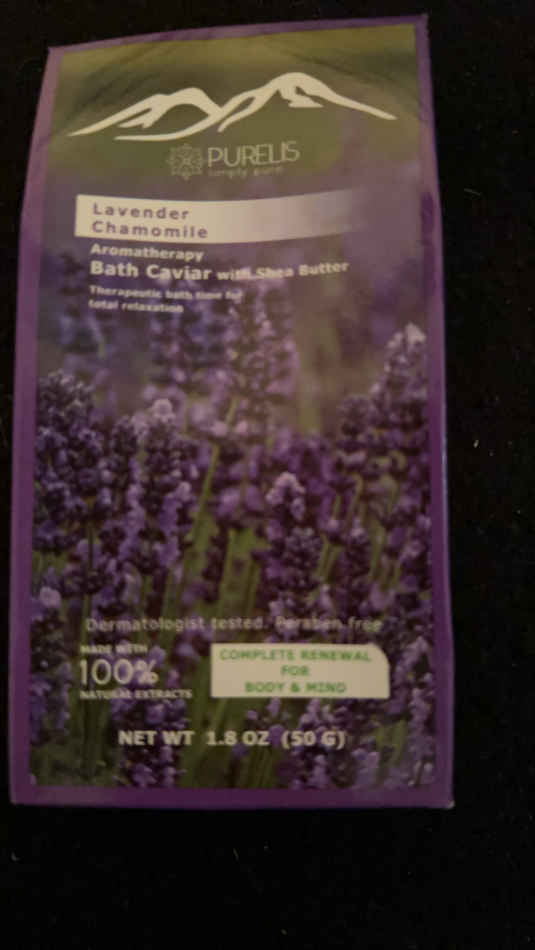 PURELIS
simply pure
Lavender
Chamomile
Aromatherapy
Bath Caviar with Shea Butter
Therapeutic bath time for
total relaxation
Dermatologist tested. Paraben free
MADE WITH
100%
NATURAL EXTRACTS
COMPLETE RENEWAL
FOR
BODY & MIND
NET WT 1.8 OZ (50 G)